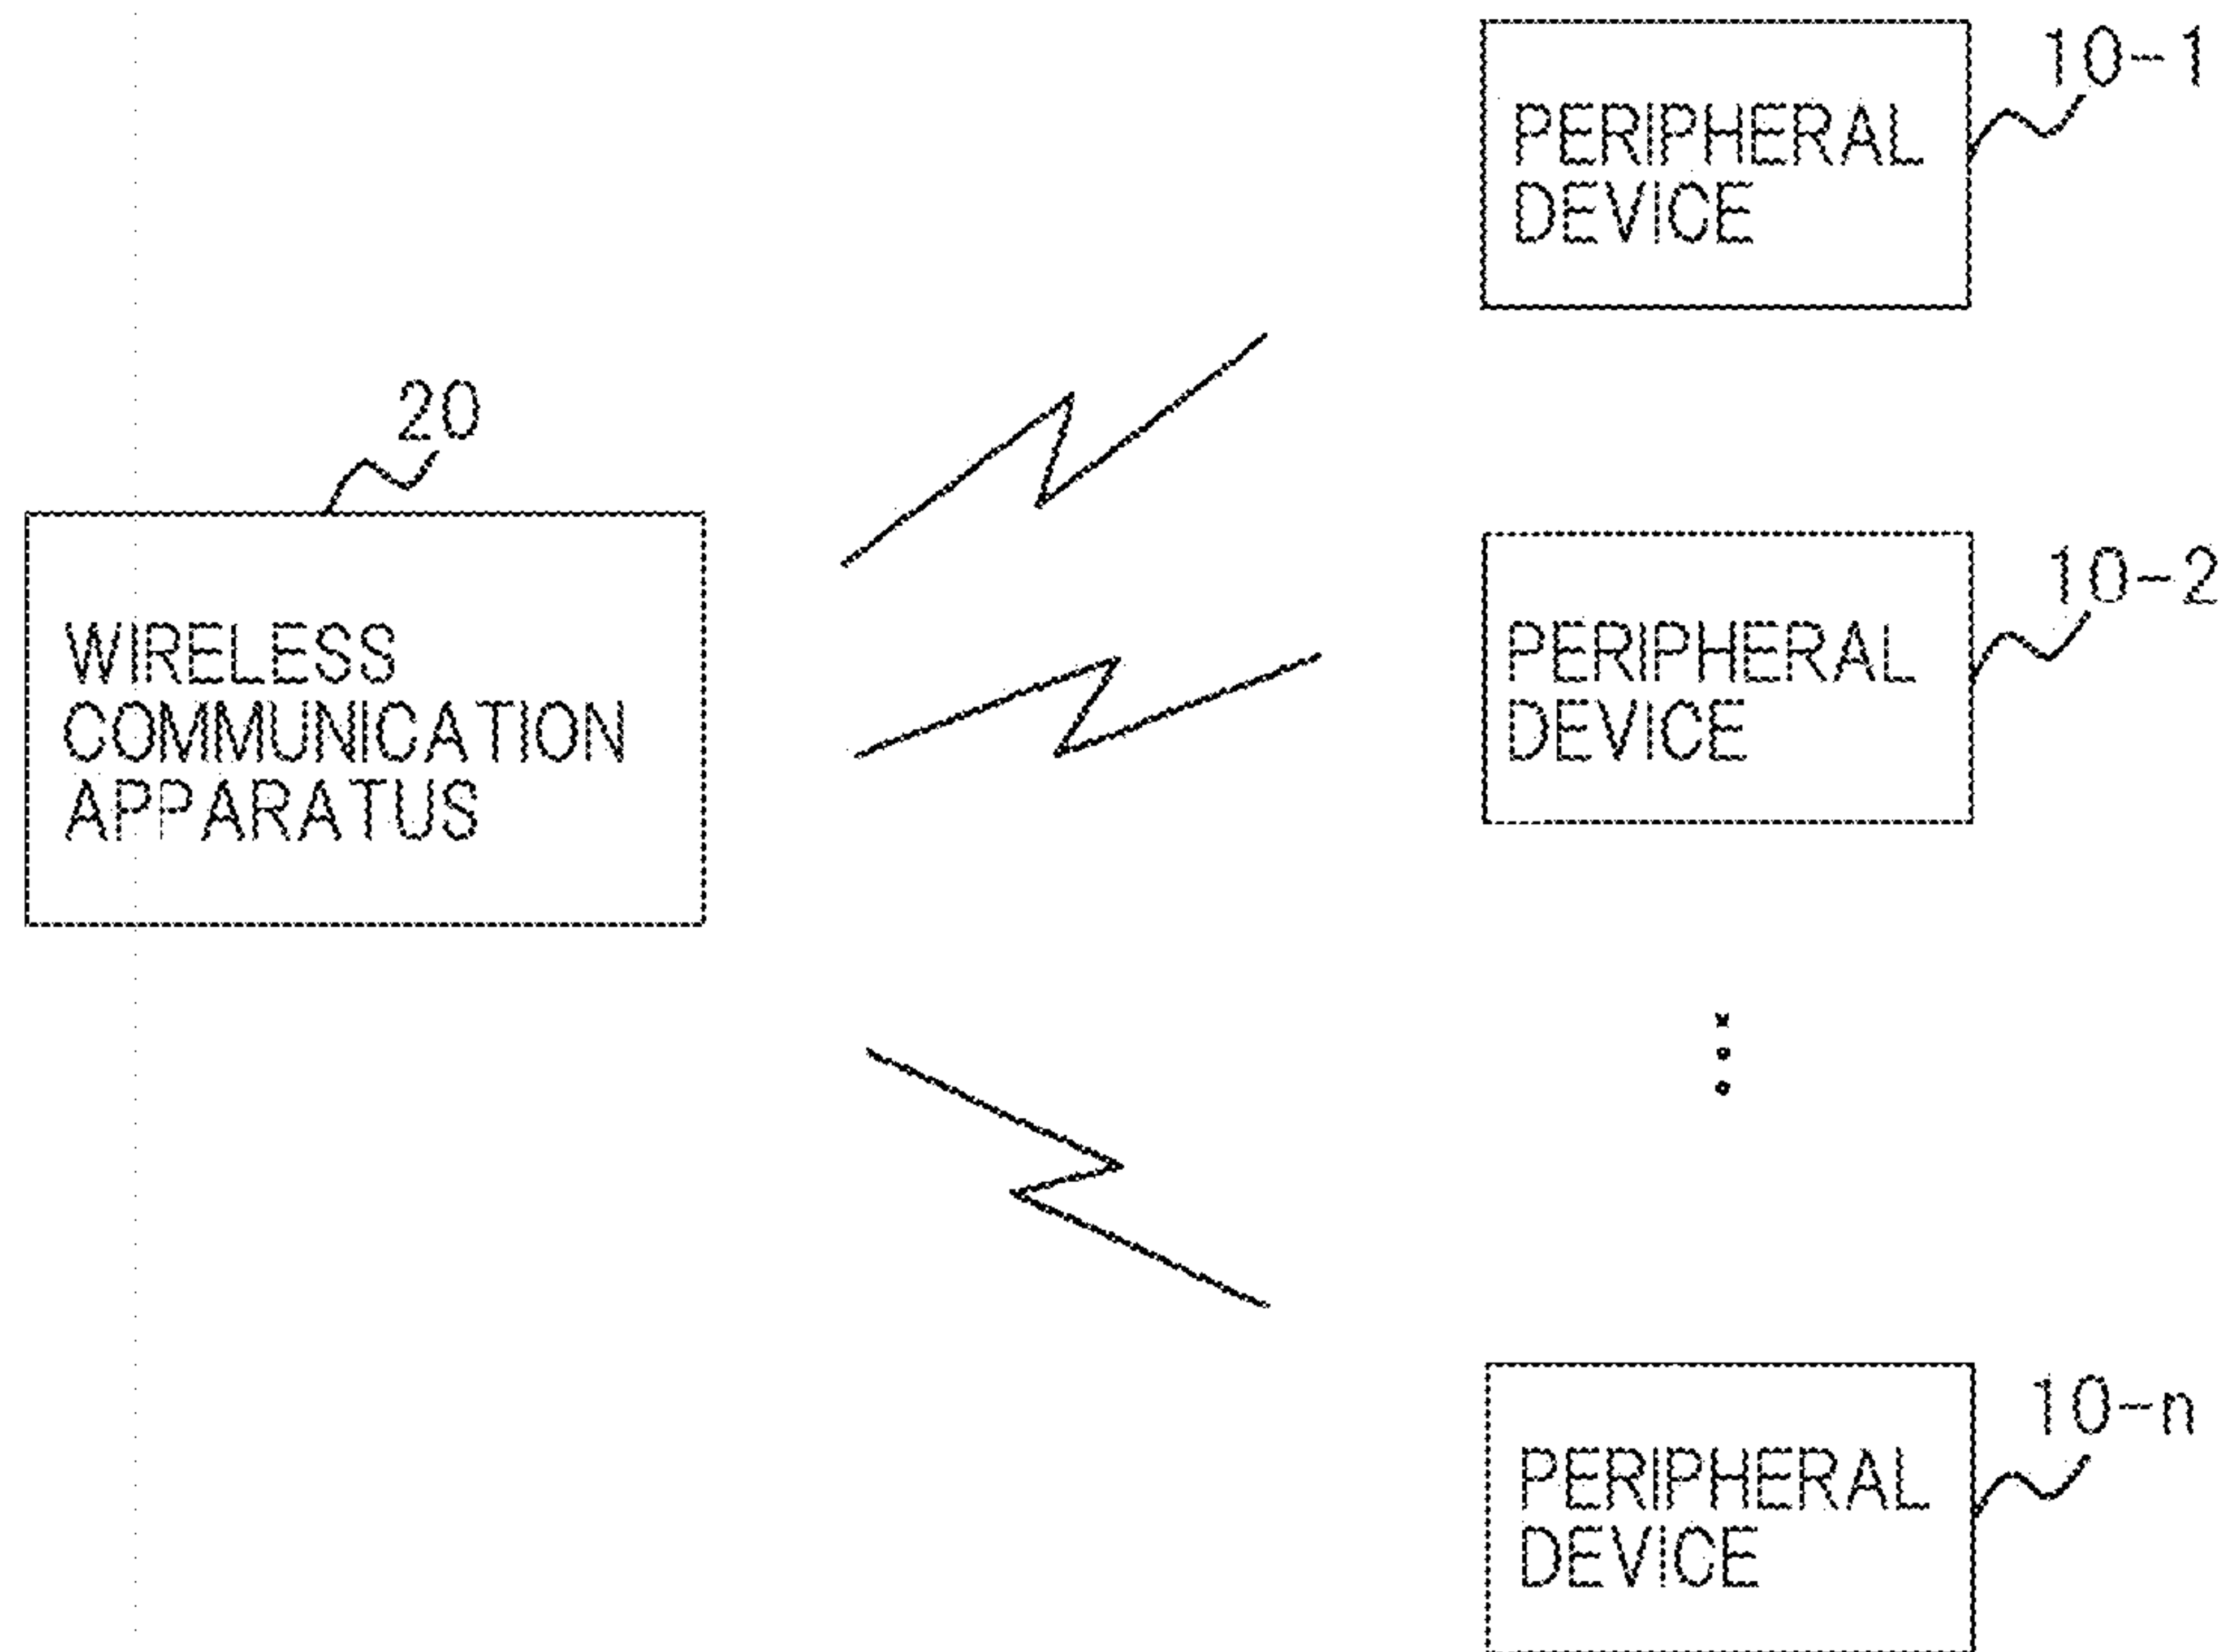 10-1
PERIPHERAL
DEVICE
20
WIRELESS
COMMUNICATION
APPARATUS
10-2
PERIPHERAL
DEVICE
10-n
PERIPHERAL
DEVICE